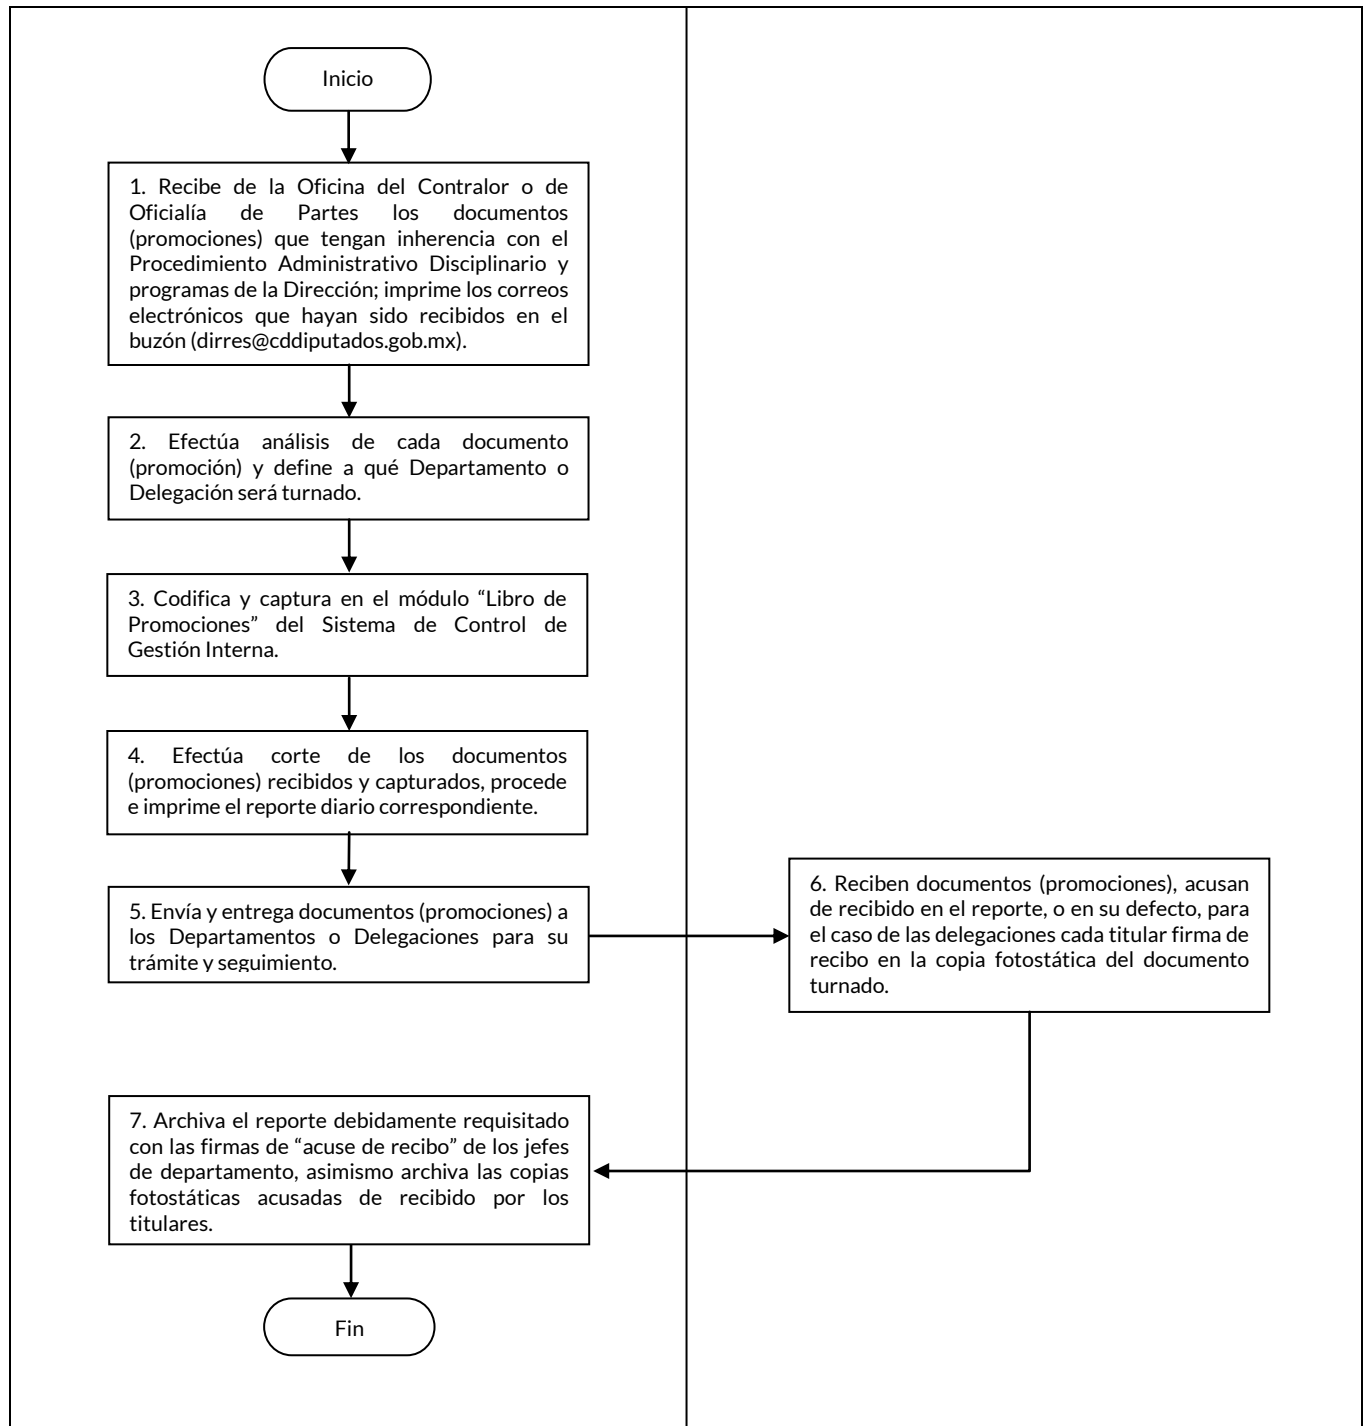 Inicio
1. Recibe de la Oficina del Contralor o de
Oficialía de Partes los documentos
(promociones) que tengan inherencia con el
Procedimiento Administrativo Disciplinario y
programas de la Dirección; imprime los correos
electrónicos que hayan sido recibidos en el
buzón (dirres@cddiputados.gob.mx).
2. Efectúa análisis de cada documento
(promoción) y define a qué Departamento o
Delegación será turnado.
3. Codifica y captura en el módulo “Libro de
Promociones” del Sistema de Control de
Gestión Interna.
4. Efectúa corte de los documentos
(promociones) recibidos y capturados, procede
e imprime el reporte diario correspondiente.
5. Envía y entrega documentos (promociones) a
los Departamentos o Delegaciones para su
trámite y seguimiento.
6. Reciben documentos (promociones), acusan
de recibido en el reporte, o en su defecto, para
el caso de las delegaciones cada titular firma de
recibo en la copia fotostática del documento
turnado.
7. Archiva el reporte debidamente requisitado
con las firmas de “acuse de recibo” de los jefes
de departamento, asimismo archiva las copias
fotostáticas acusadas de recibido por los
titulares.
Fin